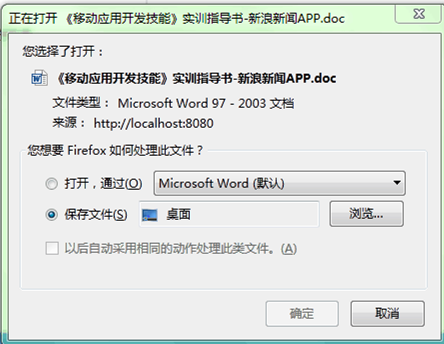 正在打开 《移动应用开发技能》实训指导书-新浪新闻APP.doc
您选择了打开：
《移动应用开发技能》实训指导书-新浪新闻APP.doc
文件类型： Microsoft Word 97 - 2003 文档
来源： http://localhost:8080
您想要 Firefox 如何处理此文件？
打开，通过(O) Microsoft Word (默认)
保存文件(S) 桌面 浏览...
以后自动采用相同的动作处理此类文件。(A)
确定 取消